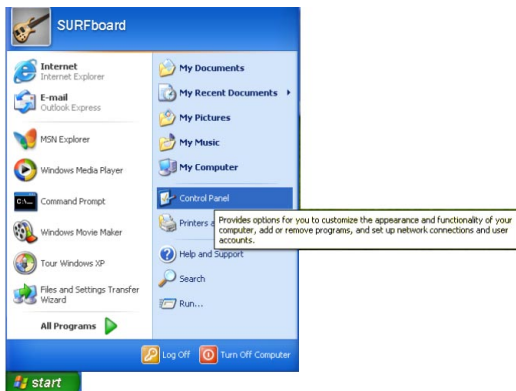 SURFboard
Internet
Internet Explorer
E-mail
Outlook Express
MSN Explorer
Windows Media Player
C:\
Command Prompt
Windows Movie Maker
Tour Windows XP
Files and Settings Transfer
Wizard
All Programs
My Documents
My Recent Documents
My Pictures
My Music
My Computer
Control Panel
Printers a
Provides options for you to customize the appearance and functionality of your
computer, add or remove programs, and set up network connections and user
accounts.
Help and Support
Search
Run...
Log Off
Turn Off Computer
start